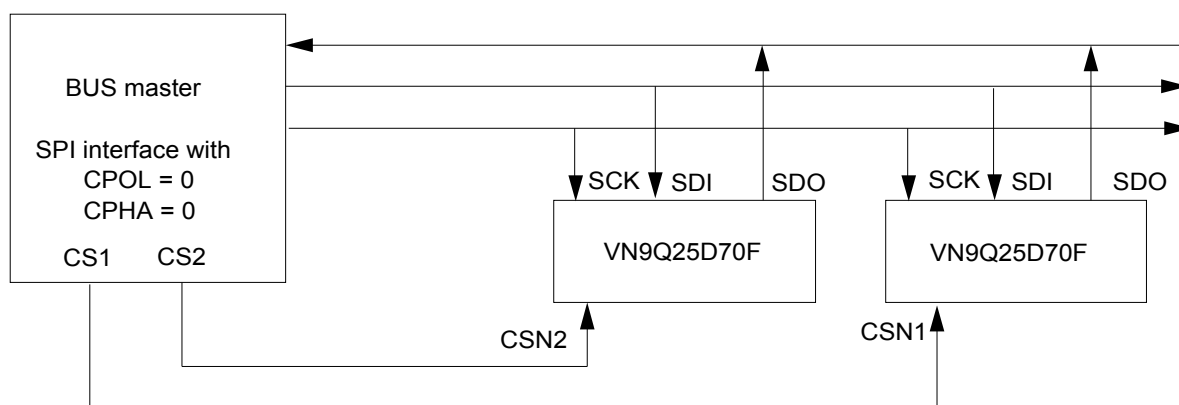 BUS master
SPI interface with
CPOL = 0
CPHA = 0
CS1 CS2
SCK SDI SDO
VN9Q25D70F
CSN2
SCK SDI SDO
VN9Q25D70F
CSN1